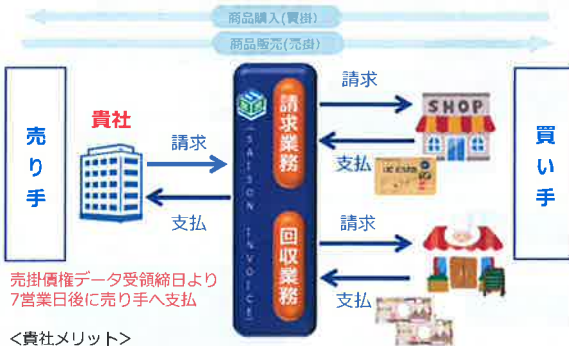 商品購入(買掛)
商品販売(売掛)
売り手
貴社
請求
支払
SAISON INVOICE
請求業務
回収業務
請求
支払
SHOP
請求
支払
買い手
売掛債権データ受領締日より
7営業日後に売り手へ支払
<貴社メリット>